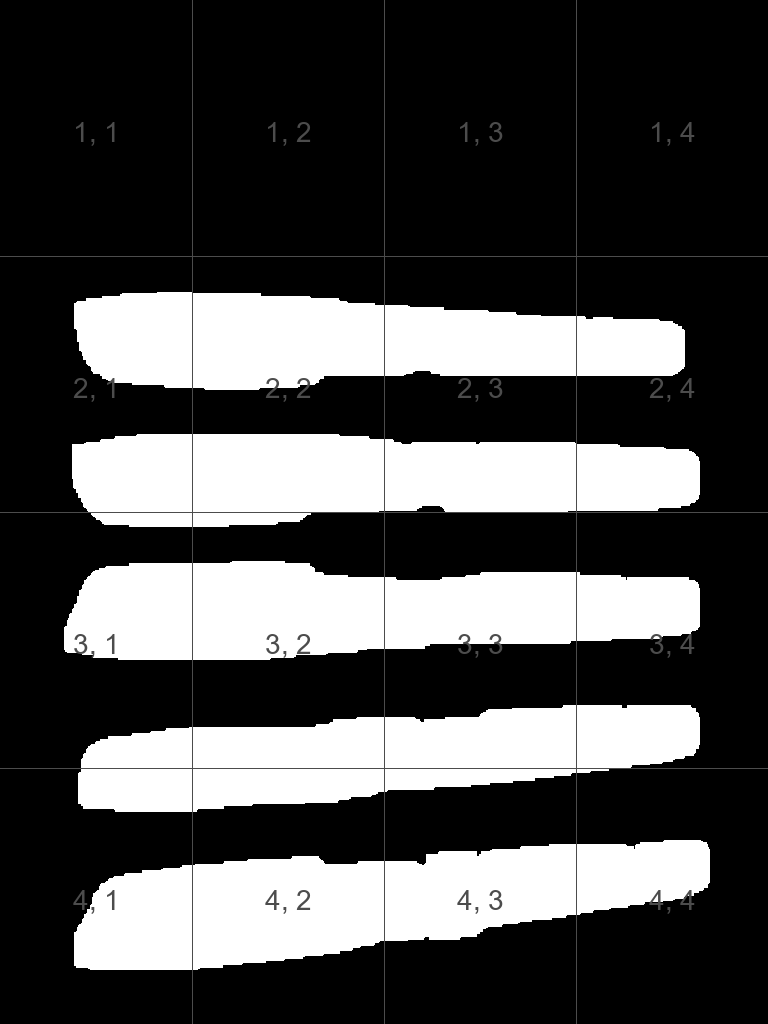 1, 1 1, 2 1, 3 1, 4
2, 1 2, 2 2, 3 2, 4
3, 1 3, 2 3, 3 3, 4
4, 1 4, 2 4, 3 4, 4